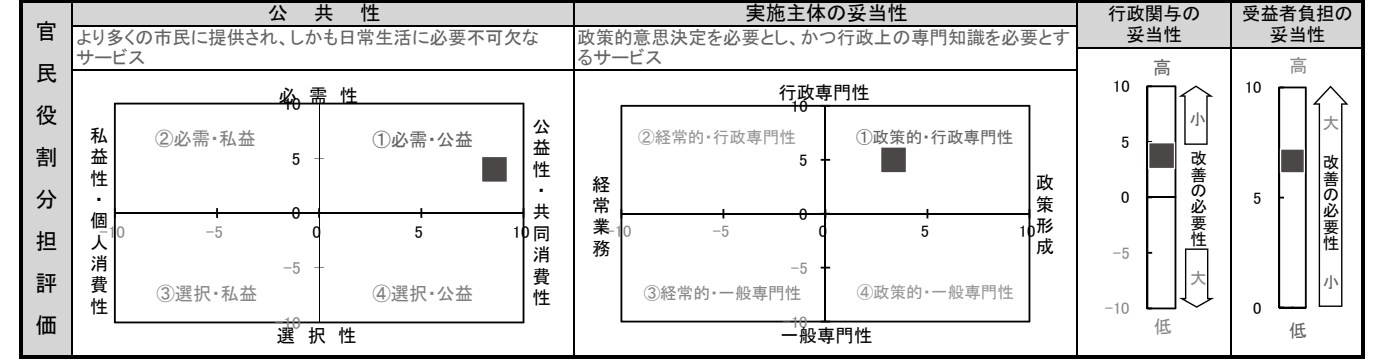 官民役割分担評価
公　共　性
より多くの市民に提供され、しかも日常生活に必要不可欠な
サービス
必 需 性
10
私益性・個人消費性
②必需・私益
①必需・公益
公益性・共同消費性
5
0
-10
-5
0
5
10
-5
③選択・私益
④選択・公益
-10
選 択 性
実施主体の妥当性
政策的意思決定を必要とし、かつ行政上の専門知識を必要とす
るサービス
行政専門性
10
②経常的・行政専門性
①政策的・行政専門性
5
経常業務
政策形成
0
-10
-5
0
5
10
-5
③経常的・一般専門性
④政策的・一般専門性
-10
一般専門性
行政関与の
妥当性
高
10
5
0
-5
-10
低
小
改善の必要性
大
受益者負担の
妥当性
高
10
5
0
低
大
改善の必要性
小